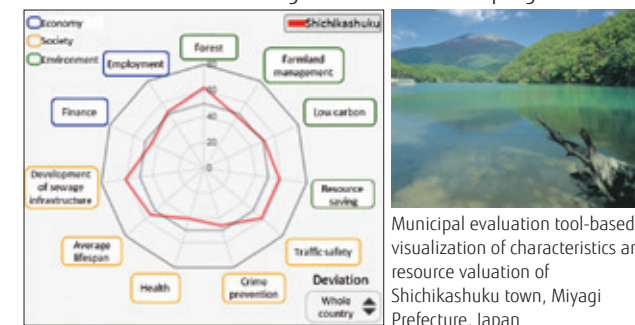 Economy
Society
Environment
Shichikashuku
Forest
Employment
Farmland
management
Finance
Low carbon
80
40
20
0
Development
of sewage
infrastructure
Resource
saving
Average
lifespan
Traffic safety
Health
Crime
prevention
Deviation
Whole
country
Municipal evaluation tool-based
visualization of characteristics
resource valuation of
Shichikashuku town, Miyagi
Prefecture, Japan